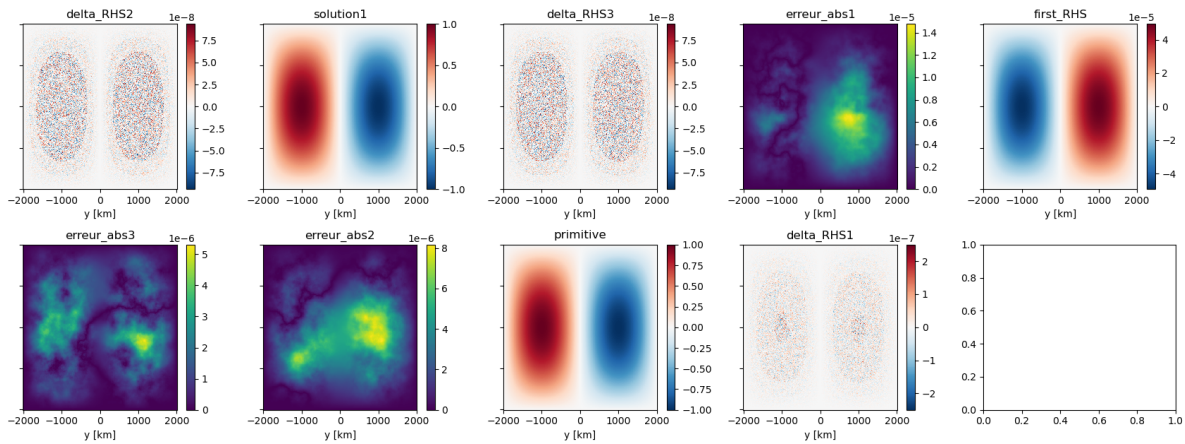 delta_RHS2
1e−8
7.5
5.0
2.5
0.0
−2.5
−5.0
−7.5
−2000 −1000 0 1000 2000
y [km]
solution1
1.0
0.5
0.0
−0.5
−1.0
−2000 −1000 0 1000 2000
y [km]
delta_RHS3
1e−8
7.5
5.0
2.5
0.0
−2.5
−5.0
−7.5
−2000 −1000 0 1000 2000
y [km]
erreur_abs1
1e−5
1.4
1.2
1.0
0.8
0.6
0.4
0.2
0.0
−2000 −1000 0 1000 2000
y [km]
first_RHS
1e−5
4
2
0
−2
−4
−2000 −1000 0 1000 2000
y [km]
erreur_abs3
1e−6
5
4
3
2
1
0
−2000 −1000 0 1000 2000
y [km]
erreur_abs2
1e−6
8
6
4
2
0
−2000 −1000 0 1000 2000
y [km]
primitive
1.00
0.75
0.50
0.25
0.00
−0.25
−0.50
−0.75
−1.00
−2000 −1000 0 1000 2000
y [km]
delta_RHS1
1e−7
2
1
0
−1
−2
−2000 −1000 0 1000 2000
y [km]
1.0
0.8
0.6
0.4
0.2
0.0
0.0 0.2 0.4 0.6 0.8 1.0